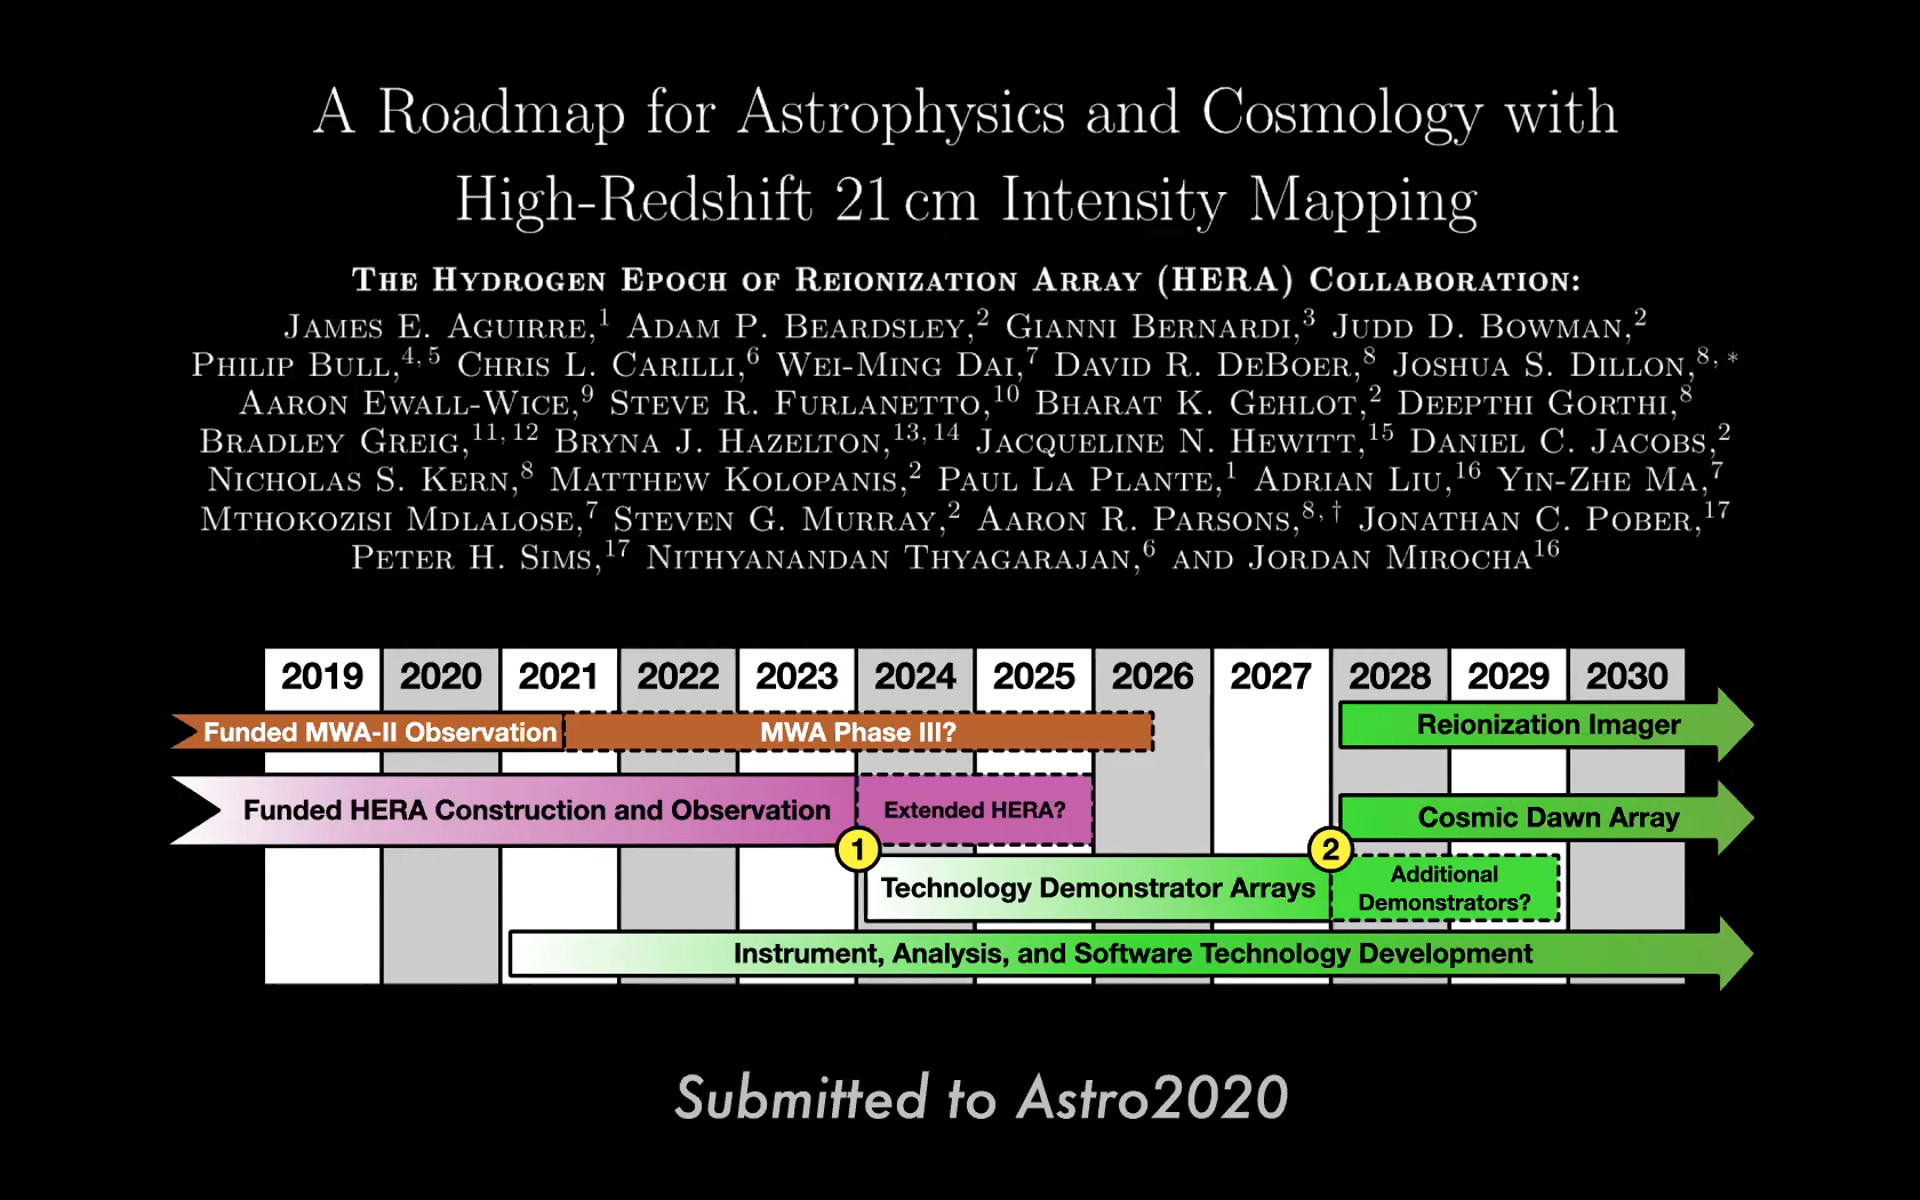 A Roadmap for Astrophysics and Cosmology with
High-Redshift 21 cm Intensity Mapping
The Hydrogen Epoch of Reionization Array (HERA) Collaboration:
James E. Aguirre,1 Adam P. Beardsley,2 Gianni Bernardi,3 Judd D. Bowman,2
Philip Bull,4, 5 Chris L. Carilli,6 Wei-Ming Dai,7 David R. DeBoer,8 Joshua S. Dillon,8, *
Aaron Ewall-Wice,9 Steve R. Furlanetto,10 Bharat K. Gehlot,2 Deepthi Gorthi,8
Bradley Greig,11, 12 Bryna J. Hazelton,13, 14 Jacqueline N. Hewitt,15 Daniel C. Jacobs,2
Nicholas S. Kern,8 Matthew Kolopanis,2 Paul La Plante,1 Adrian Liu,16 Yin-Zhe Ma,7
Mthokozisi Mdlalose,7 Steven G. Murray,2 Aaron R. Parsons,8, † Jonathan C. Pober,17
Peter H. Sims,17 Nithyanandan Thyagarajan,6 and Jordan Mirocha16
2019 2020 2021 2022 2023 2024 2025 2026 2027 2028 2029 2030
Funded MWA-II Observation MWA Phase III? Reionization Imager
Funded HERA Construction and Observation Extended HERA? Cosmic Dawn Array
1 2
Technology Demonstrator Arrays Additional
Demonstrators?
Instrument, Analysis, and Software Technology Development
Submitted to Astro2020